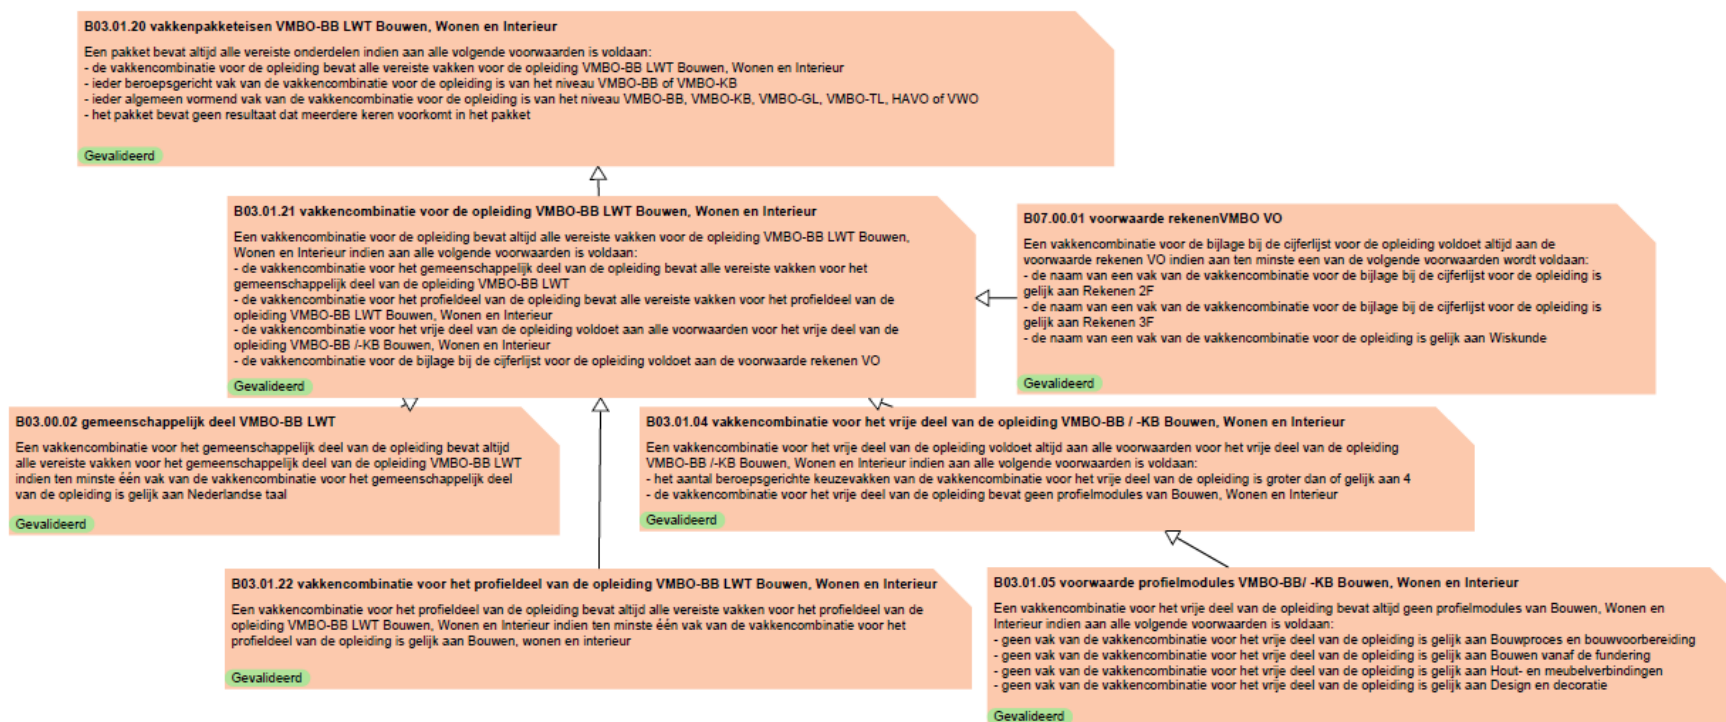 B03.01.20 vakkenpakketeisen VMBO-BB LWT Bouwen, Wonen en Interieur
Een pakket bevat altijd alle vereiste onderdelen indien aan alle volgende voorwaarden is voldaan:
- de vakkencombinatie voor de opleiding bevat alle vereiste vakken voor de opleiding VMBO-BB LWT Bouwen, Wonen en Interieur
- ieder beroepsgericht vak van de vakkencombinatie voor de opleiding is van het niveau VMBO-BB of VMBO-KB
- ieder algemeen vormend vak van de vakkencombinatie voor de opleiding is van het niveau VMBO-BB, VMBO-KB, VMBO-GL, VMBO-TL, HAVO of VWO
- het pakket bevat geen resultaat dat meerdere keren voorkomt in het pakket
Gevalideerd
B03.01.21 vakkencombinatie voor de opleiding VMBO-BB LWT Bouwen, Wonen en Interieur
Een vakkencombinatie voor de opleiding bevat altijd alle vereiste vakken voor de opleiding VMBO-BB LWT Bouwen,
Wonen en Interieur indien aan alle volgende voorwaarden is voldaan:
- de vakkencombinatie voor het gemeenschappelijk deel van de opleiding bevat alle vereiste vakken voor het
gemeenschappelijk deel van de opleiding VMBO-BB LWT
- de vakkencombinatie voor het profieldeel van de opleiding bevat alle vereiste vakken voor het profieldeel van de
opleiding VMBO-BB LWT Bouwen, Wonen en Interieur
- de vakkencombinatie voor het vrije deel van de opleiding voldoet aan alle voorwaarden voor het vrije deel van de
opleiding VMBO-BB /-KB Bouwen, Wonen en Interieur
- de vakkencombinatie voor de bijlage bij de cijferlijst voor de opleiding voldoet aan de voorwaarde rekenen VO
Gevalideerd
B07.00.01 voorwaarde rekenenVMBO VO
Een vakkencombinatie voor de bijlage bij de cijferlijst voor de opleiding voldoet altijd aan de
voorwaarde rekenen VO indien aan ten minste een van de volgende voorwaarden wordt voldaan:
- de naam van een vak van de vakkencombinatie voor de bijlage bij de cijferlijst voor de opleiding is
gelijk aan Rekenen 2F
- de naam van een vak van de vakkencombinatie voor de bijlage bij de cijferlijst voor de opleiding is
gelijk aan Rekenen 3F
- de naam van een vak van de vakkencombinatie voor de opleiding is gelijk aan Wiskunde
Gevalideerd
B03.00.02 gemeenschappelijk deel VMBO-BB LWT
Een vakkencombinatie voor het gemeenschappelijk deel van de opleiding bevat altijd
alle vereiste vakken voor het gemeenschappelijk deel van de opleiding VMBO-BB LWT
indien ten minste één vak van de vakkencombinatie voor het gemeenschappelijk deel
van de opleiding is gelijk aan Nederlandse taal
Gevalideerd
B03.01.04 vakkencombinatie voor het vrije deel van de opleiding VMBO-BB / -KB Bouwen, Wonen en Interieur
Een vakkencombinatie voor het vrije deel van de opleiding voldoet altijd aan alle voorwaarden voor het vrije deel van de opleiding
VMBO-BB /-KB Bouwen, Wonen en Interieur indien aan alle volgende voorwaarden is voldaan:
- het aantal beroepsgerichte keuzevakken van de vakkencombinatie voor het vrije deel van de opleiding is groter dan of gelijk aan 4
- de vakkencombinatie voor het vrije deel van de opleiding bevat geen profielmodules van Bouwen, Wonen en Interieur
Gevalideerd
B03.01.22 vakkencombinatie voor het profieldeel van de opleiding VMBO-BB LWT Bouwen, Wonen en Interieur
Een vakkencombinatie voor het profieldeel van de opleiding bevat altijd alle vereiste vakken voor het profieldeel van de
opleiding VMBO-BB LWT Bouwen, Wonen en Interieur indien ten minste één vak van de vakkencombinatie voor het
profieldeel van de opleiding is gelijk aan Bouwen, wonen en interieur
Gevalideerd
B03.01.05 voorwaarde profielmodules VMBO-BB/ -KB Bouwen, Wonen en Interieur
Een vakkencombinatie voor het vrije deel van de opleiding bevat altijd geen profielmodules van Bouwen, Wonen en
Interieur indien aan alle volgende voorwaarden is voldaan:
- geen vak van de vakkencombinatie voor het vrije deel van de opleiding is gelijk aan Bouwproces en bouwvoorbereiding
- geen vak van de vakkencombinatie voor het vrije deel van de opleiding is gelijk aan Bouwen vanaf de fundering
- geen vak van de vakkencombinatie voor het vrije deel van de opleiding is gelijk aan Hout- en meubelverbindingen
- geen vak van de vakkencombinatie voor het vrije deel van de opleiding is gelijk aan Design en decoratie
Gevalideerd